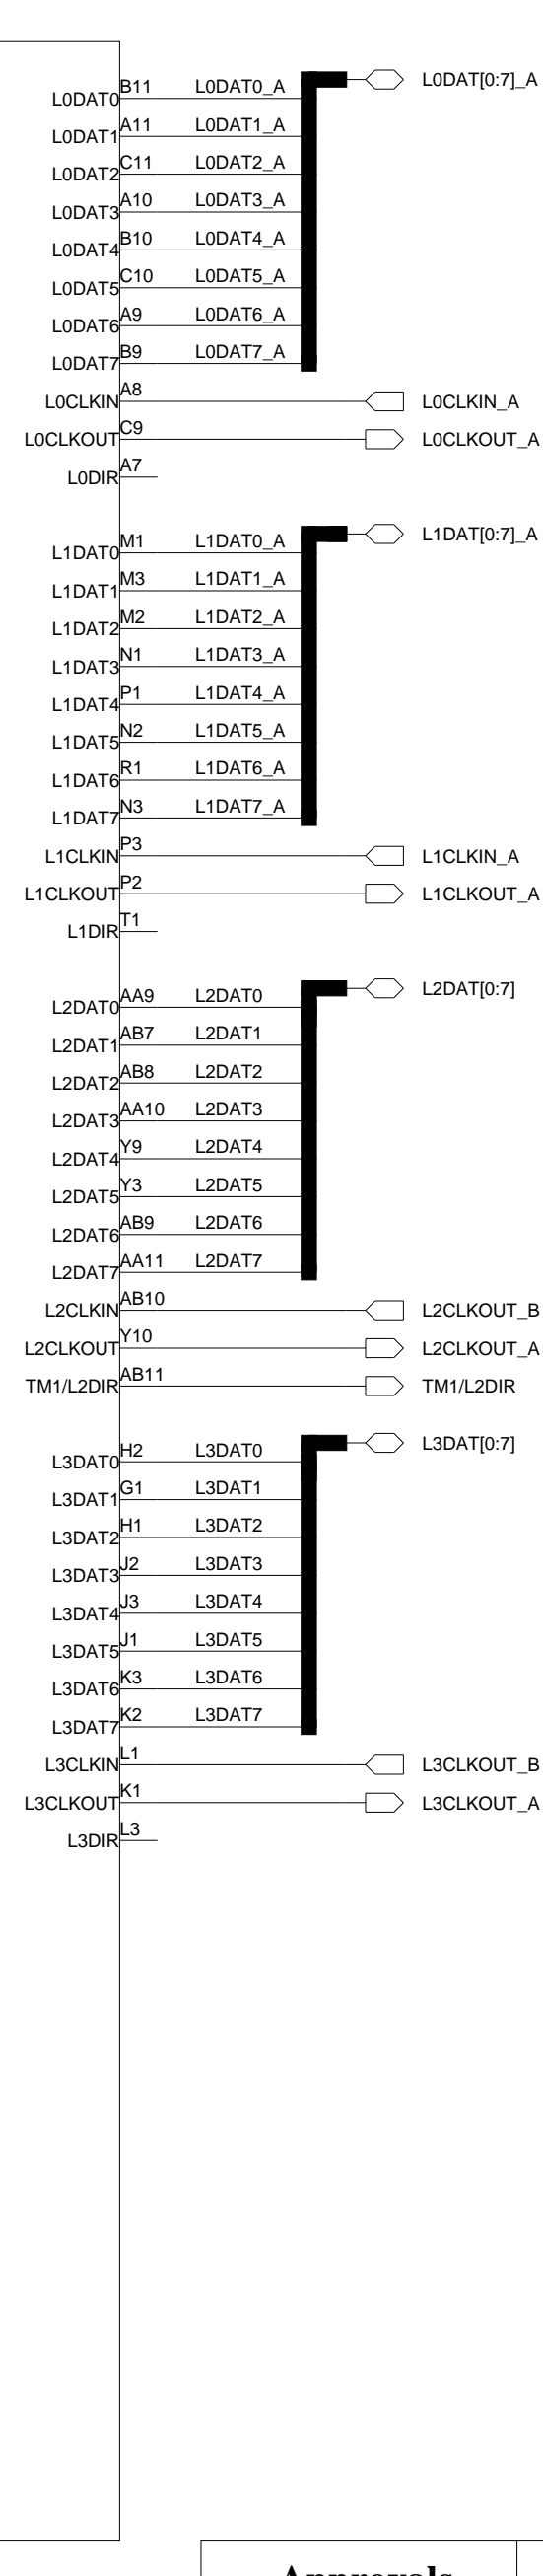 B11 L0DAT0_A L0DAT[0:7]_A
L0DAT0
A11 L0DAT1_A
L0DAT1
C11 L0DAT2_A
L0DAT2
A10 L0DAT3_A
L0DAT3
B10 L0DAT4_A
L0DAT4
C10 L0DAT5_A
L0DAT5
A9 L0DAT6_A
L0DAT6
B9 L0DAT7_A
L0DAT7
A8
L0CLKIN L0CLKIN_A
C9
L0CLKOUT L0CLKOUT_A
A7
L0DIR
M1 L1DAT0_A L1DAT[0:7]_A
L1DAT0
M3 L1DAT1_A
L1DAT1
M2 L1DAT2_A
L1DAT2
N1 L1DAT3_A
L1DAT3
P1 L1DAT4_A
L1DAT4
N2 L1DAT5_A
L1DAT5
R1 L1DAT6_A
L1DAT6
N3 L1DAT7_A
L1DAT7
P3
L1CLKIN L1CLKIN_A
P2
L1CLKOUT L1CLKOUT_A
T1
L1DIR
AA9 L2DAT0 L2DAT[0:7]
L2DAT0
AB7 L2DAT1
L2DAT1
AB8 L2DAT2
L2DAT2
AA10 L2DAT3
L2DAT3
Y9 L2DAT4
L2DAT4
Y3 L2DAT5
L2DAT5
AB9 L2DAT6
L2DAT6
AA11 L2DAT7
L2DAT7
AB10
L2CLKIN L2CLKOUT_B
Y10
L2CLKOUT L2CLKOUT_A
AB11
TM1/L2DIR TM1/L2DIR
H2 L3DAT0 L3DAT[0:7]
L3DAT0
G1 L3DAT1
L3DAT1
H1 L3DAT2
L3DAT2
J2 L3DAT3
L3DAT3
J3 L3DAT4
L3DAT4
J1 L3DAT5
L3DAT5
K3 L3DAT6
L3DAT6
K2 L3DAT7
L3DAT7
L1
L3CLKIN L3CLKOUT_B
K1
L3CLKOUT L3CLKOUT_A
L3
L3DIR
Approvals